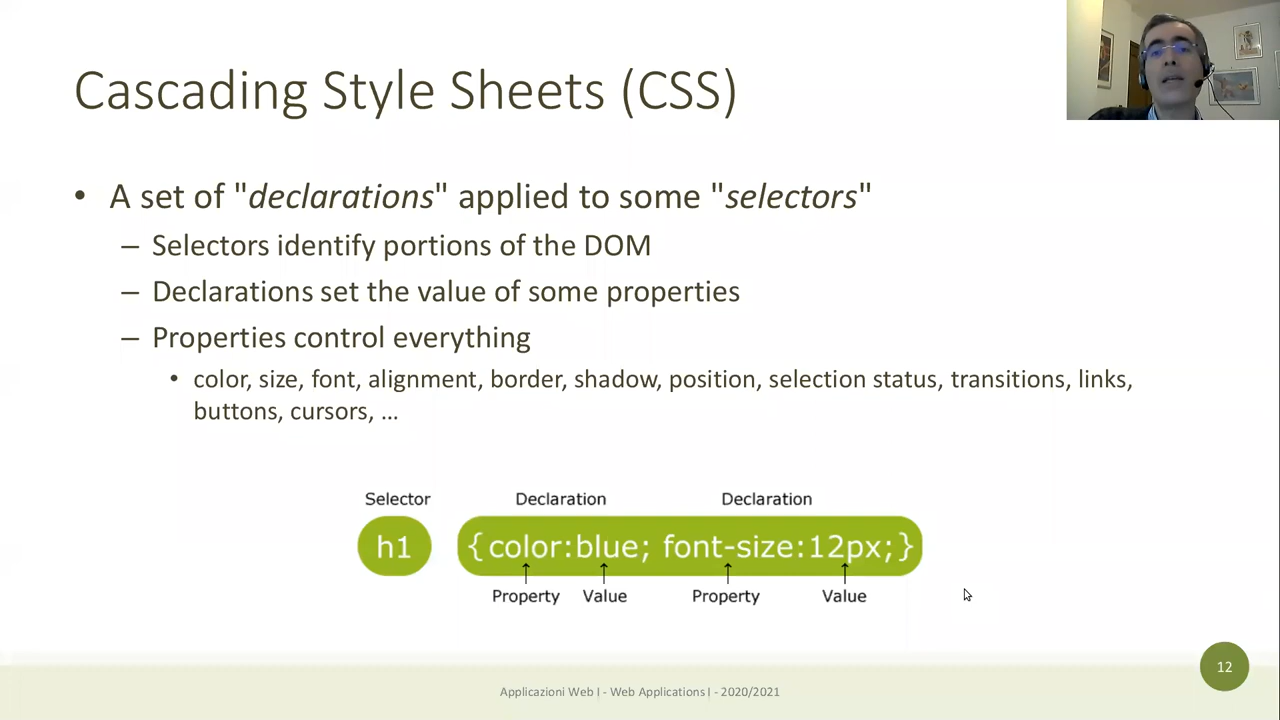 Cascading Style Sheets (CSS)
• A set of "declarations" applied to some "selectors"
– Selectors identify portions of the DOM
– Declarations set the value of some properties
– Properties control everything
• color, size, font, alignment, border, shadow, position, selection status, transitions, links,
buttons, cursors, …
Selector Declaration Declaration
h1 {color:blue; font-size:12px;}
Property Value Property Value
Applicazioni Web I - Web Applications I - 2020/2021
12